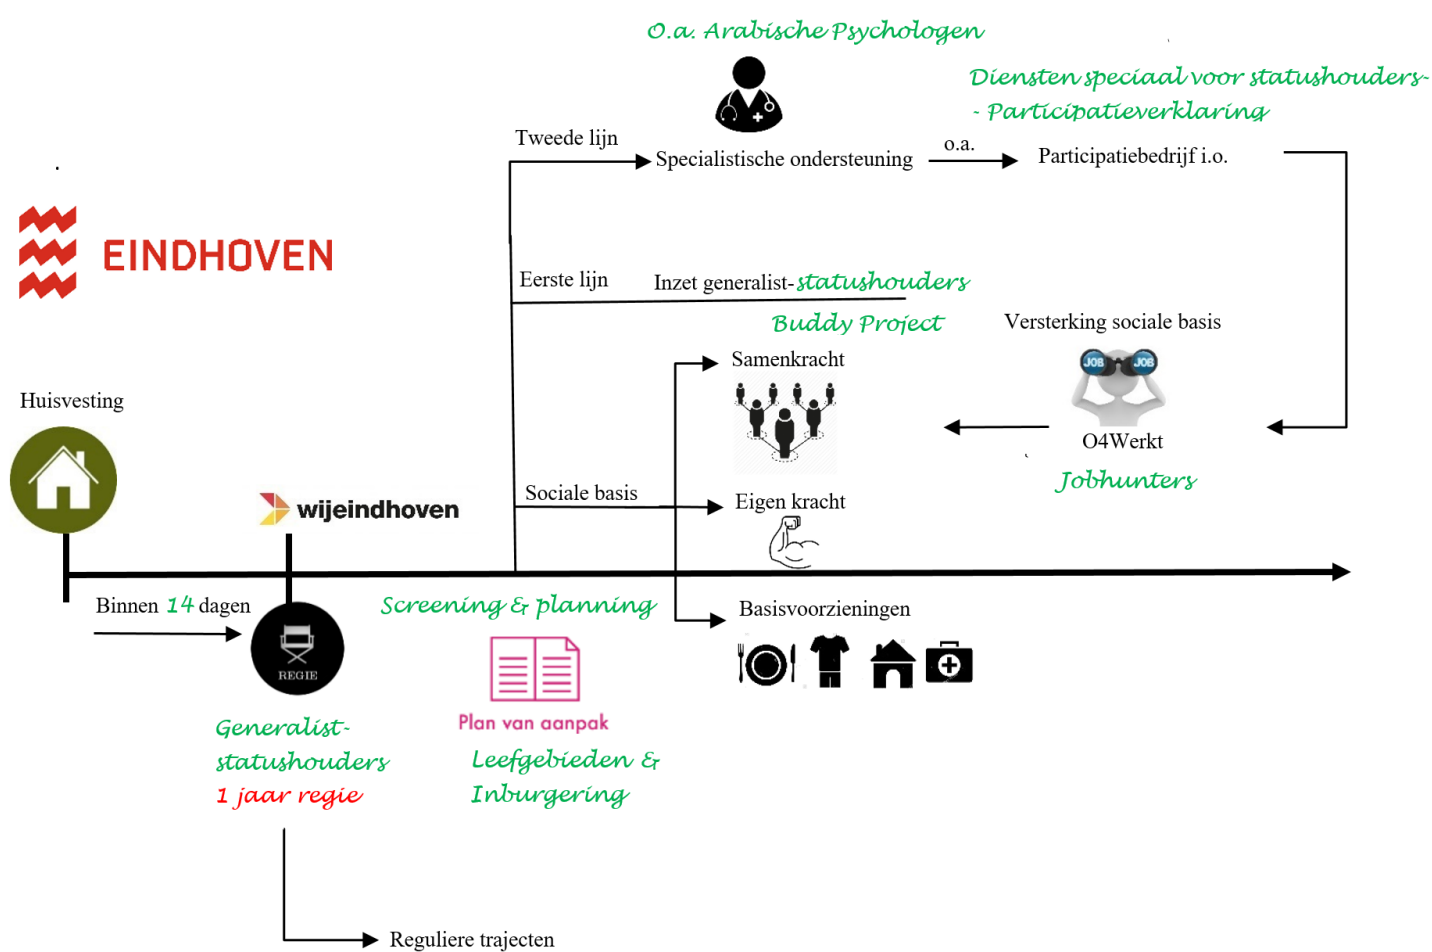 O.a. Arabische Psychologen
Diensten speciaal voor statushouders-
- Participatieverklaring
Tweede lijn
Specialistische ondersteuning
o.a.
Participatiebedrijf i.o.
EINDHOVEN
Eerste lijn
Inzet generalist-statushouders
Buddy Project
Versterking sociale basis
Samenkracht
JOB JOB
Huisvesting
O4Werkt
Jobhunters
Sociale basis
Eigen kracht
wijeindhoven
Binnen 14 dagen
Screening & planning
Basisvoorzieningen
REGIE
Plan van aanpak
Generalist-
statushouders
1 jaar regie
Leefgebieden &
Inburgering
Reguliere trajecten